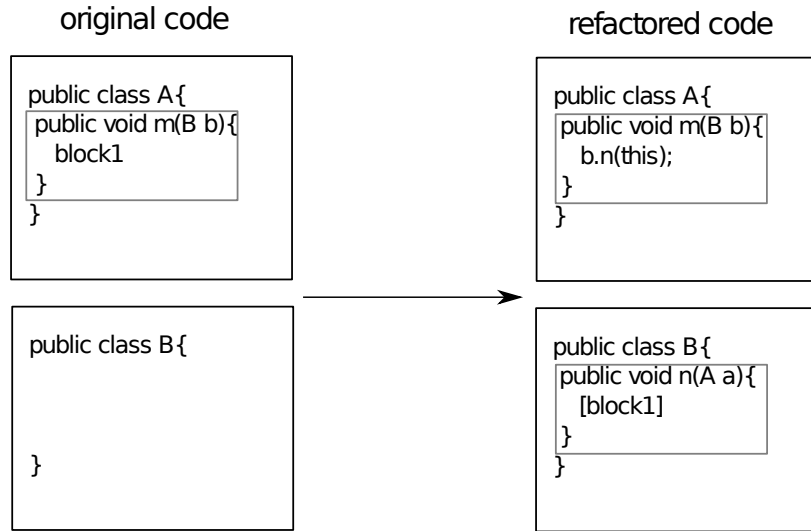 original code
public class A{
public void m(B b){
block1
}
}
public class B{
}
refactored code
public class A{
public void m(B b){
b.n(this);
}
}
public class B{
public void n(A a){
[block1]
}
}